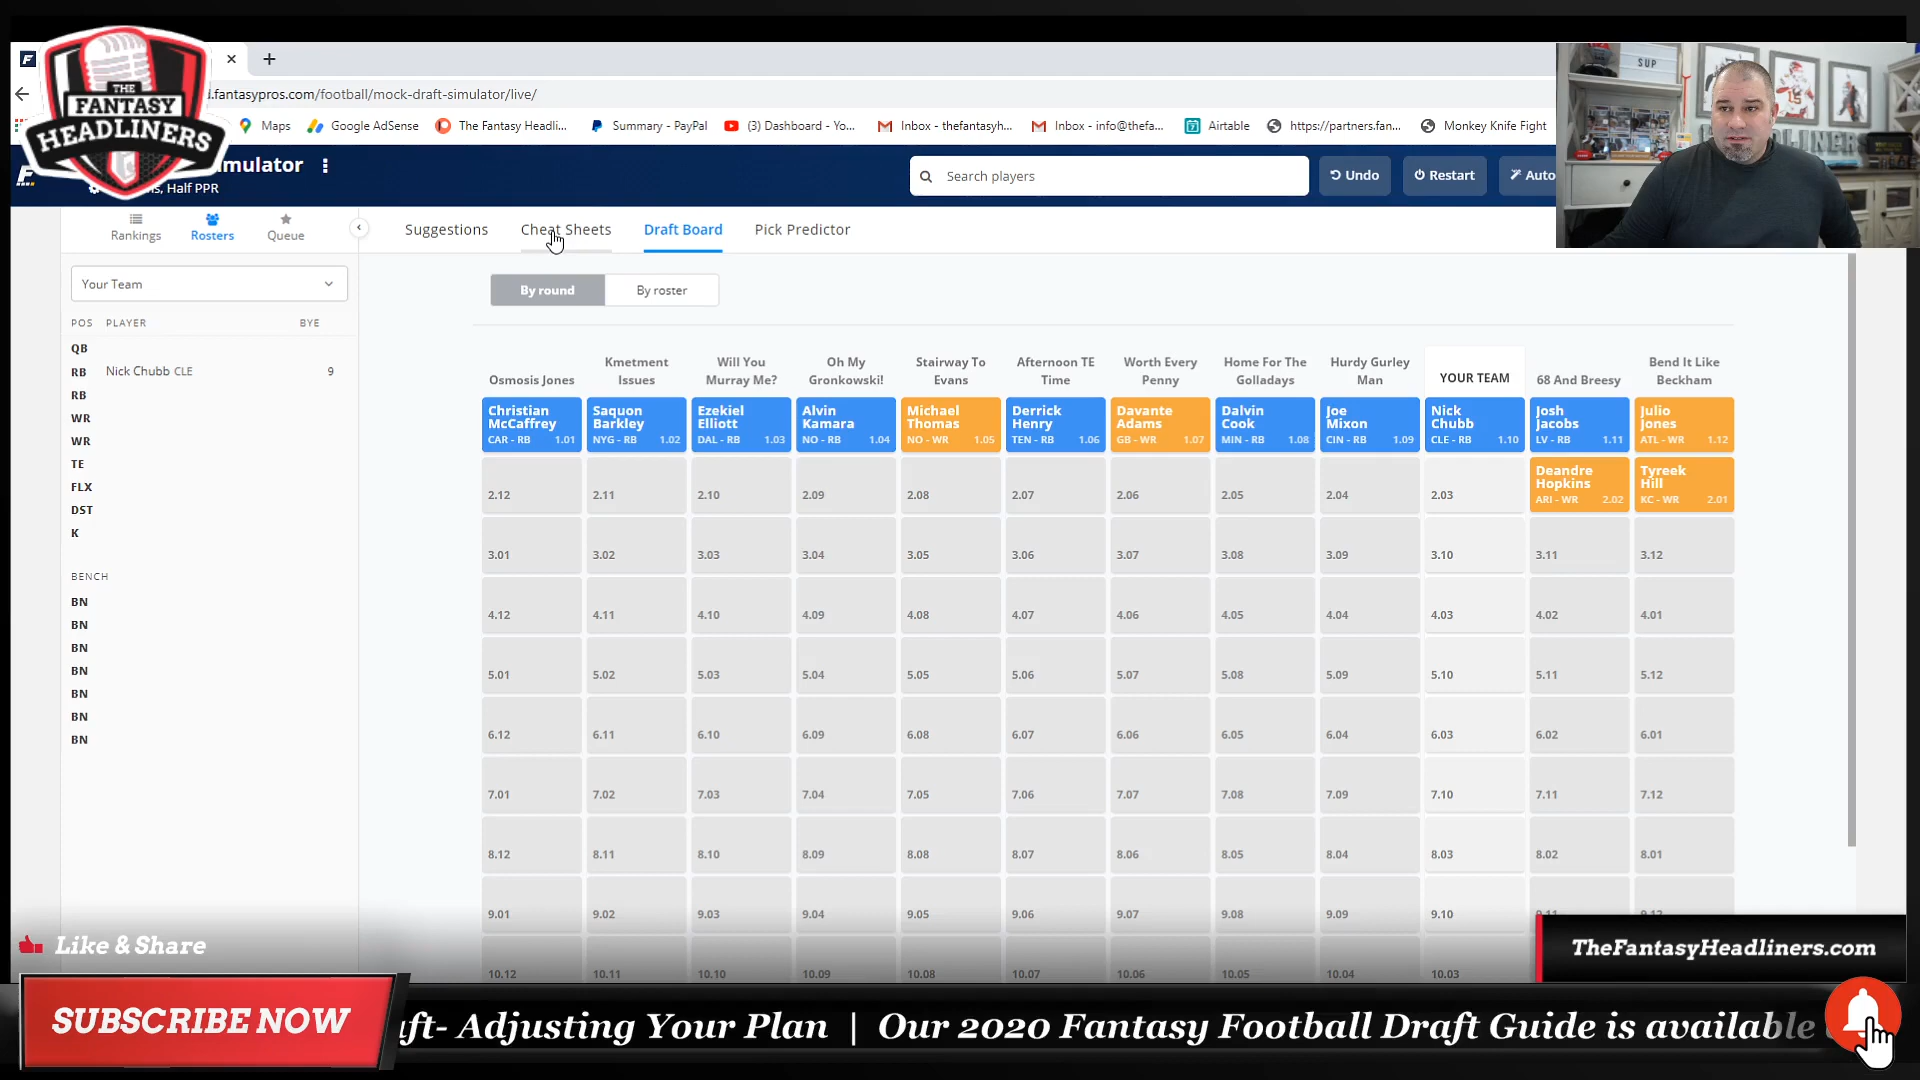 THE
FANTASY
HEADLINERS
.fantasypros.com/football/mock-draft-simulator/live/
Maps
Google AdSense
The Fantasy Headli...
Summary - PayPal
(3) Dashboard - Yo...
Inbox - thefantasyh...
Inbox - info@thefa...
Airtable
https://partners.fan...
Monkey Knife Fight
SUP
imulator
s, Half PPR
Search players
Undo
Restart
Auto
Rankings
Rosters
Queue
Suggestions
Cheat Sheets
Draft Board
Pick Predictor
Your Team
By round
By roster
POS PLAYER BYE
QB
RB Nick Chubb CLE 9
RB
WR
WR
TE
FLX
DST
K
BENCH
BN
BN
BN
BN
BN
BN
BN
Osmosis Jones
Kmetment Issues
Will You Murray Me?
Oh My Gronkowski!
Stairway To Evans
Afternoon TE Time
Worth Every Penny
Home For The Golladays
Hurdy Gurley Man
YOUR TEAM
68 And Breesy
Bend It Like Beckham
Christian McCaffrey CAR - RB 1.01
Saquon Barkley NYG - RB 1.02
Ezekiel Elliott DAL - RB 1.03
Alvin Kamara NO - RB 1.04
Michael Thomas NO - WR 1.05
Derrick Henry TEN - RB 1.06
Davante Adams GB - WR 1.07
Dalvin Cook MIN - RB 1.08
Joe Mixon CIN - RB 1.09
Nick Chubb CLE - RB 1.10
Josh Jacobs LV - RB 1.11
Julio Jones ATL - WR 1.12
2.12 2.11 2.10 2.09 2.08 2.07 2.06 2.05 2.04 2.03
Deandre Hopkins ARI - WR 2.02
Tyreek Hill KC - WR 2.01
3.01 3.02 3.03 3.04 3.05 3.06 3.07 3.08 3.09 3.10 3.11 3.12
4.12 4.11 4.10 4.09 4.08 4.07 4.06 4.05 4.04 4.03 4.02 4.01
5.01 5.02 5.03 5.04 5.05 5.06 5.07 5.08 5.09 5.10 5.11 5.12
6.12 6.11 6.10 6.09 6.08 6.07 6.06 6.05 6.04 6.03 6.02 6.01
7.01 7.02 7.03 7.04 7.05 7.06 7.07 7.08 7.09 7.10 7.11 7.12
8.12 8.11 8.10 8.09 8.08 8.07 8.06 8.05 8.04 8.03 8.02 8.01
9.01 9.02 9.03 9.04 9.05 9.06 9.07 9.08 9.09 9.10 9.11 9.12
10.12 10.11 10.10 10.09 10.08 10.07 10.06 10.05 10.04 10.03
Like & Share
TheFantasyHeadliners.com
SUBSCRIBE NOW
ft- Adjusting Your Plan | Our 2020 Fantasy Football Draft Guide is available